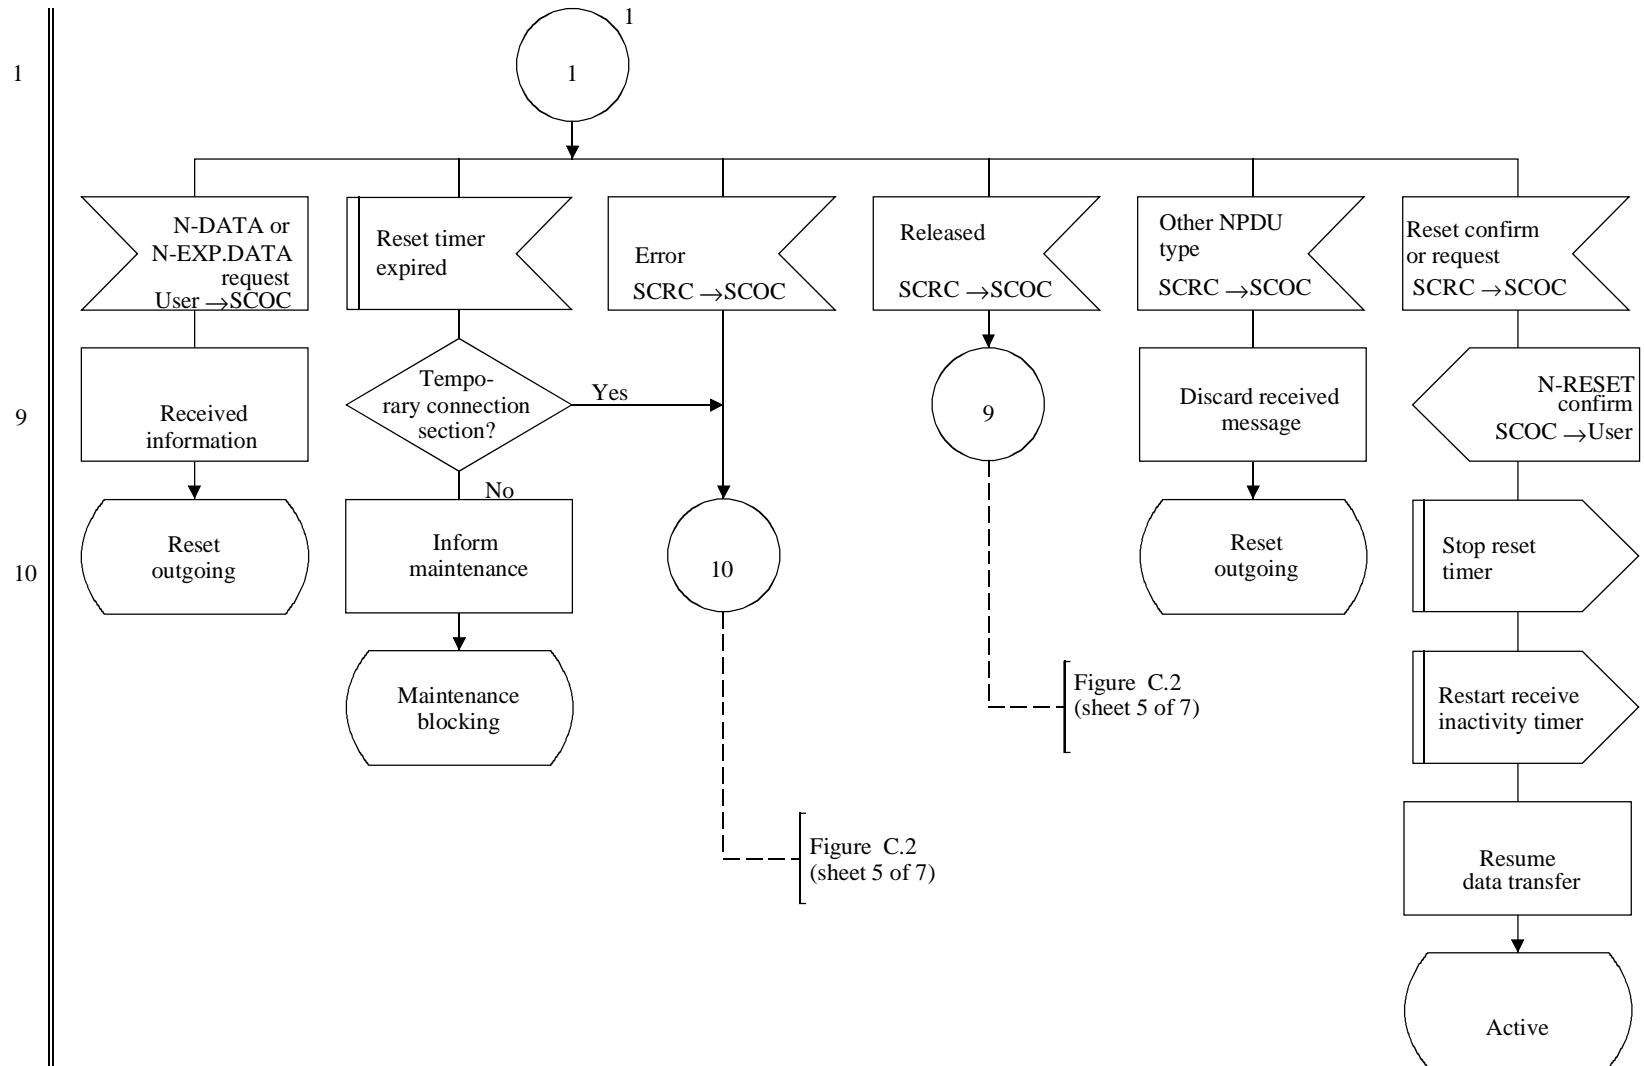 1
1
1
N-DATA or
N-EXP.DATA
request
User →SCOC
Reset timer
expired
Error
SCRC →SCOC
Released
SCRC →SCOC
Other NPDU
type
SCRC →SCOC
Reset confirm
or request
SCRC →SCOC
9
Received
information
Tempo-
rary connection
section?
Yes
No
9
Discard received
message
N-RESET
confirm
SCOC →User
10
Reset
outgoing
Inform
maintenance
10
Reset
outgoing
Stop reset
timer
Maintenance
blocking
Figure C.2
(sheet 5 of 7)
Restart receive
inactivity timer
Figure C.2
(sheet 5 of 7)
Resume
data transfer
Active